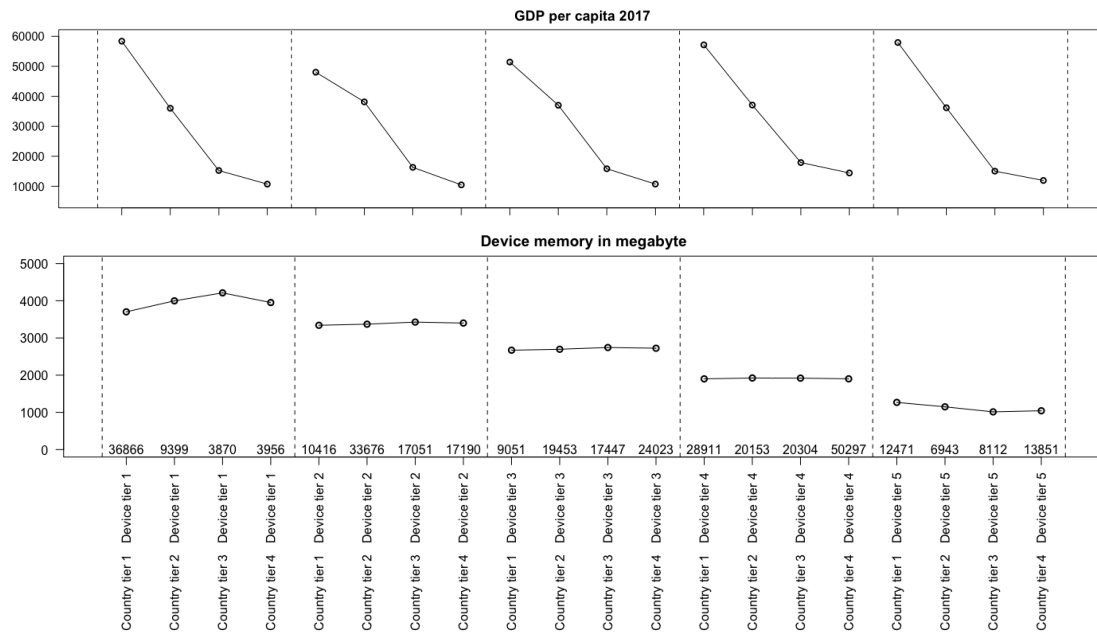 GDP per capita 2017
60000
50000
40000
30000
20000
10000
Device memory in megabyte
5000
4000
3000
2000
1000
0
36866 9399 3870 3956 10416 33676 17051 17190 9051 19453 17447 24023 28911 20153 20304 50297 12471 6943 8112 13851
Country tier 1 Device tier 1
Country tier 2 Device tier 1
Country tier 3 Device tier 1
Country tier 4 Device tier 1
Country tier 1 Device tier 2
Country tier 2 Device tier 2
Country tier 3 Device tier 2
Country tier 4 Device tier 2
Country tier 1 Device tier 3
Country tier 2 Device tier 3
Country tier 3 Device tier 3
Country tier 4 Device tier 3
Country tier 1 Device tier 4
Country tier 2 Device tier 4
Country tier 3 Device tier 4
Country tier 4 Device tier 4
Country tier 1 Device tier 5
Country tier 2 Device tier 5
Country tier 3 Device tier 5
Country tier 4 Device tier 5